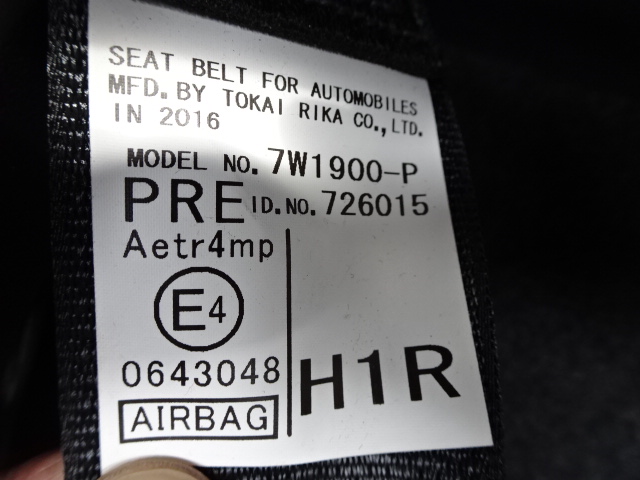 SEAT BELT FOR AUTOMOBILES
MFD. BY TOKAI RIKA CO., LTD.
IN 2016
MODEL NO. 7W1900-P
PRE ID.NO. 726015
Aetr4mp
E4
0643048
AIRBAG
H1R